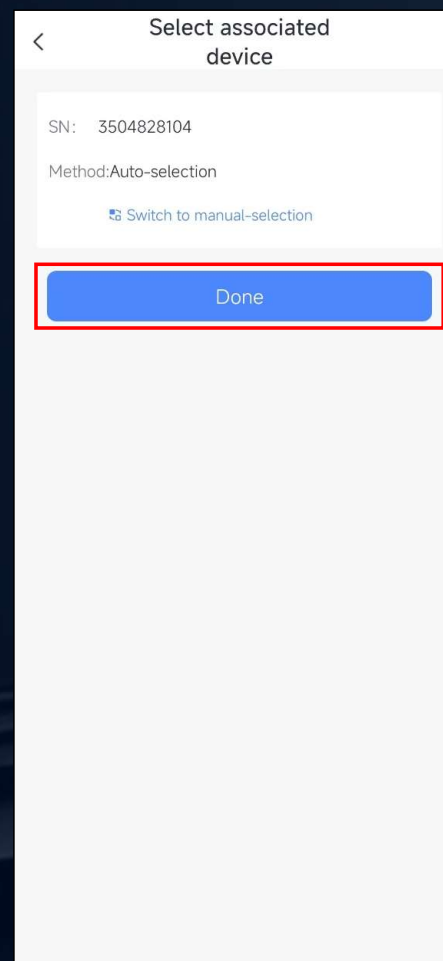 Select associated
device
SN: 3504828104
Method:Auto-selection
Switch to manual-selection
Done